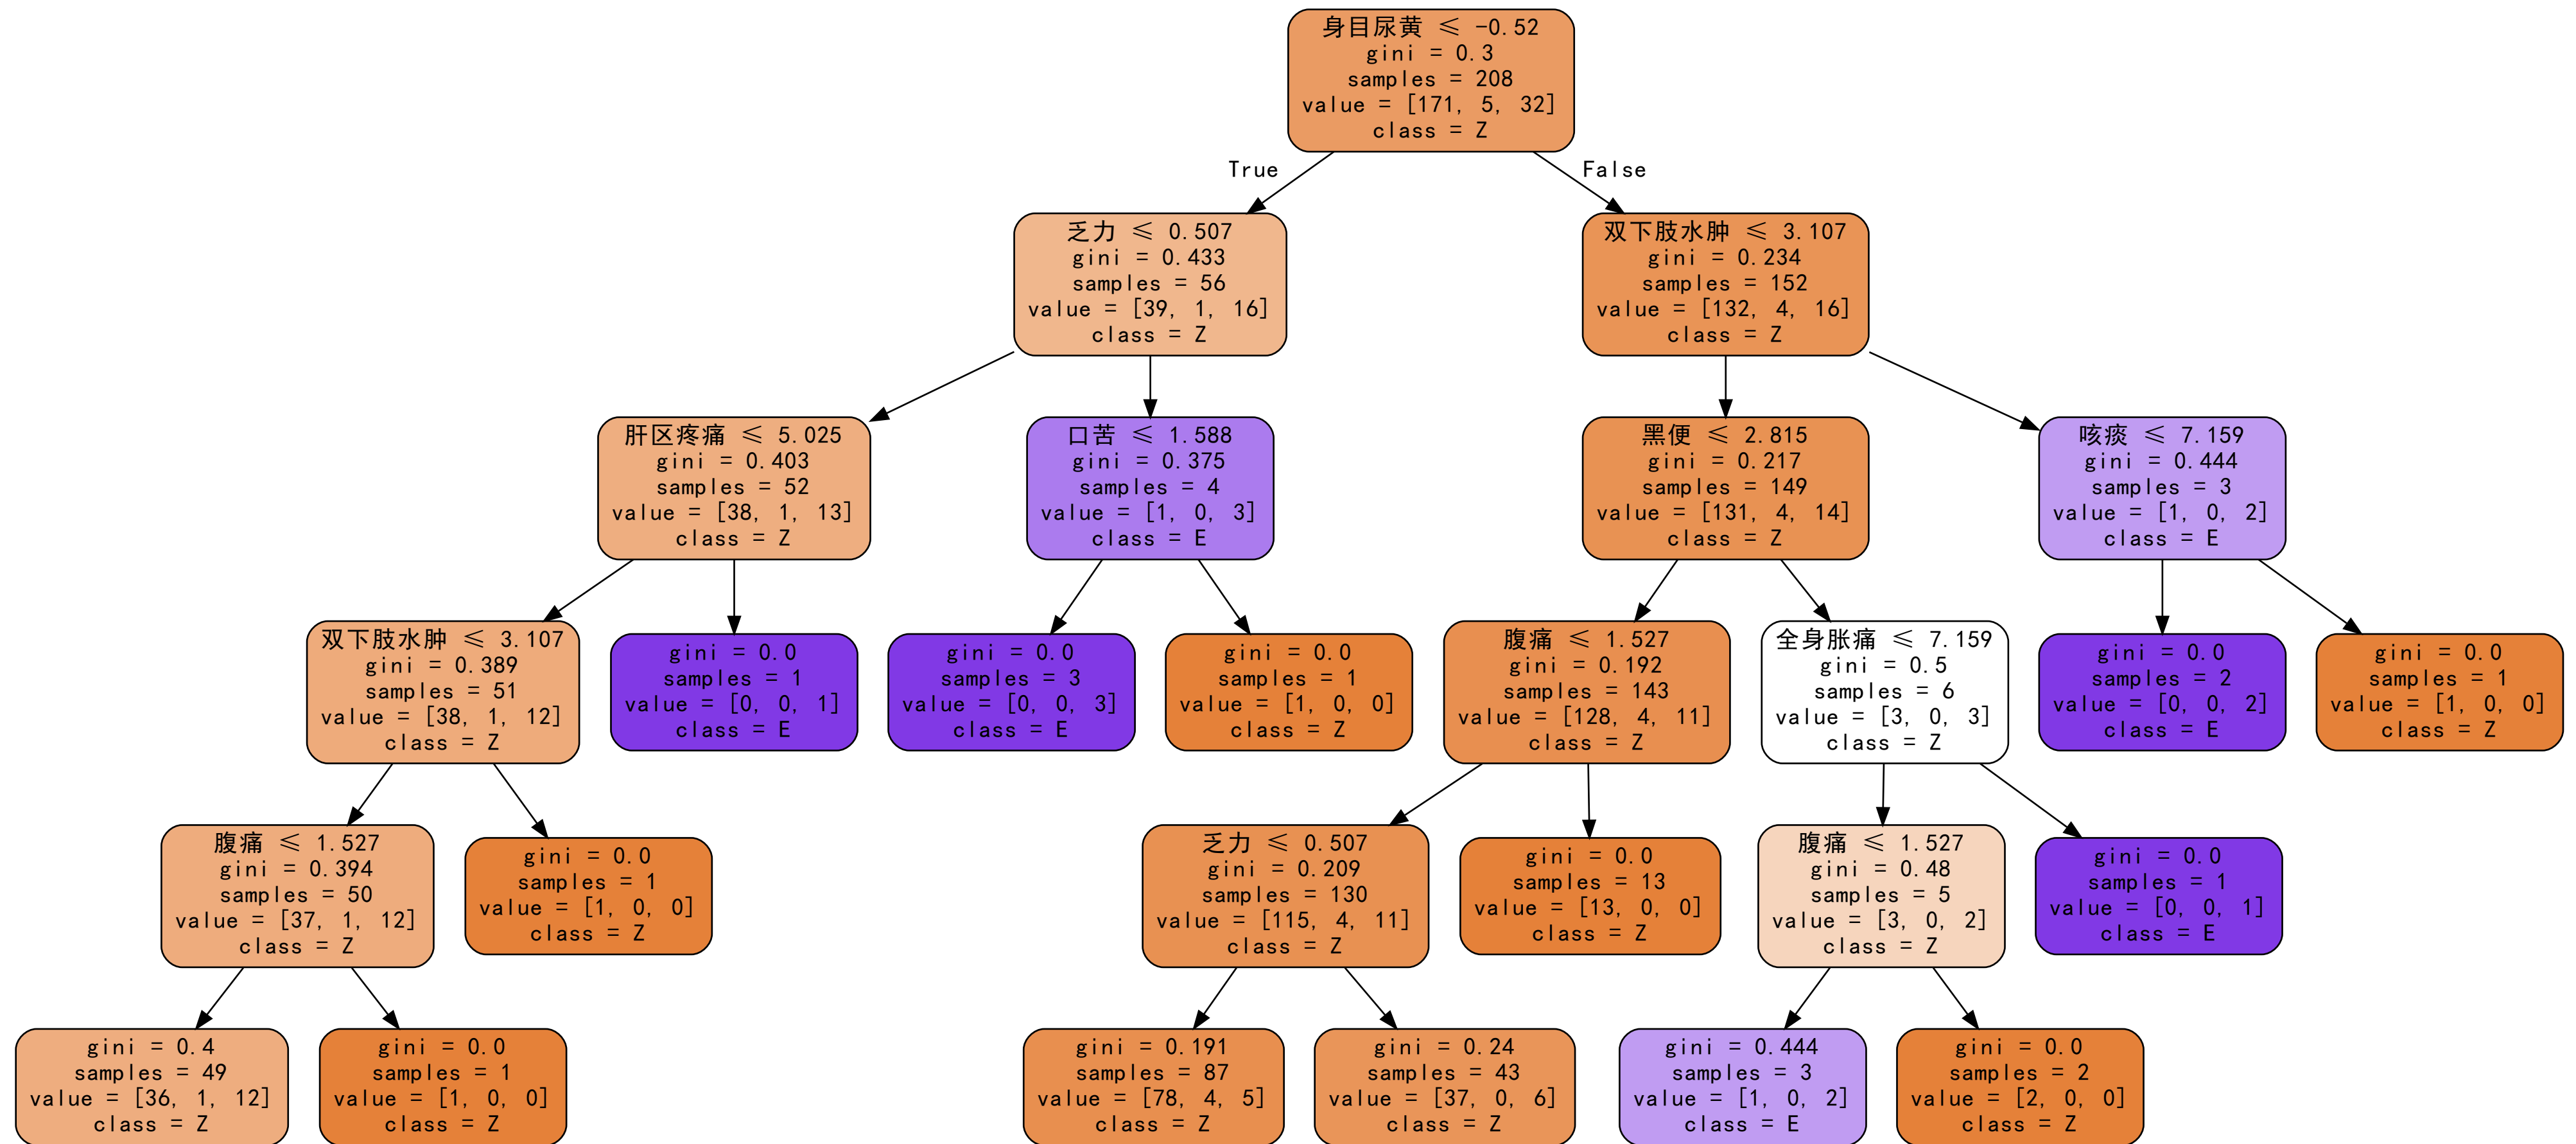 身目尿黄 ≤ -0.52
gini = 0.3
samples = 208
value = [171, 5, 32]
class = Z
True
False
乏力 ≤ 0.507
gini = 0.433
samples = 56
value = [39, 1, 16]
class = Z
双下肢水肿 ≤ 3.107
gini = 0.234
samples = 152
value = [132, 4, 16]
class = Z
肝区疼痛 ≤ 5.025
gini = 0.403
samples = 52
value = [38, 1, 13]
class = Z
口苦 ≤ 1.588
gini = 0.375
samples = 4
value = [1, 0, 3]
class = E
黑便 ≤ 2.815
gini = 0.217
samples = 149
value = [131, 4, 14]
class = Z
咳痰 ≤ 7.159
gini = 0.444
samples = 3
value = [1, 0, 2]
class = E
双下肢水肿 ≤ 3.107
gini = 0.389
samples = 51
value = [38, 1, 12]
class = Z
gini = 0.0
samples = 1
value = [0, 0, 1]
class = E
gini = 0.0
samples = 3
value = [0, 0, 3]
class = E
gini = 0.0
samples = 1
value = [1, 0, 0]
class = Z
腹痛 ≤ 1.527
gini = 0.192
samples = 143
value = [128, 4, 11]
class = Z
全身胀痛 ≤ 7.159
gini = 0.5
samples = 6
value = [3, 0, 3]
class = Z
gini = 0.0
samples = 2
value = [0, 0, 2]
class = E
gini = 0.0
samples = 1
value = [1, 0, 0]
class = Z
腹痛 ≤ 1.527
gini = 0.394
samples = 50
value = [37, 1, 12]
class = Z
gini = 0.0
samples = 1
value = [1, 0, 0]
class = Z
乏力 ≤ 0.507
gini = 0.209
samples = 130
value = [115, 4, 11]
class = Z
gini = 0.0
samples = 13
value = [13, 0, 0]
class = Z
腹痛 ≤ 1.527
gini = 0.48
samples = 5
value = [3, 0, 2]
class = Z
gini = 0.0
samples = 1
value = [0, 0, 1]
class = E
gini = 0.4
samples = 49
value = [36, 1, 12]
class = Z
gini = 0.0
samples = 1
value = [1, 0, 0]
class = Z
gini = 0.191
samples = 87
value = [78, 4, 5]
class = Z
gini = 0.24
samples = 43
value = [37, 0, 6]
class = Z
gini = 0.444
samples = 3
value = [1, 0, 2]
class = E
gini = 0.0
samples = 2
value = [2, 0, 0]
class = Z